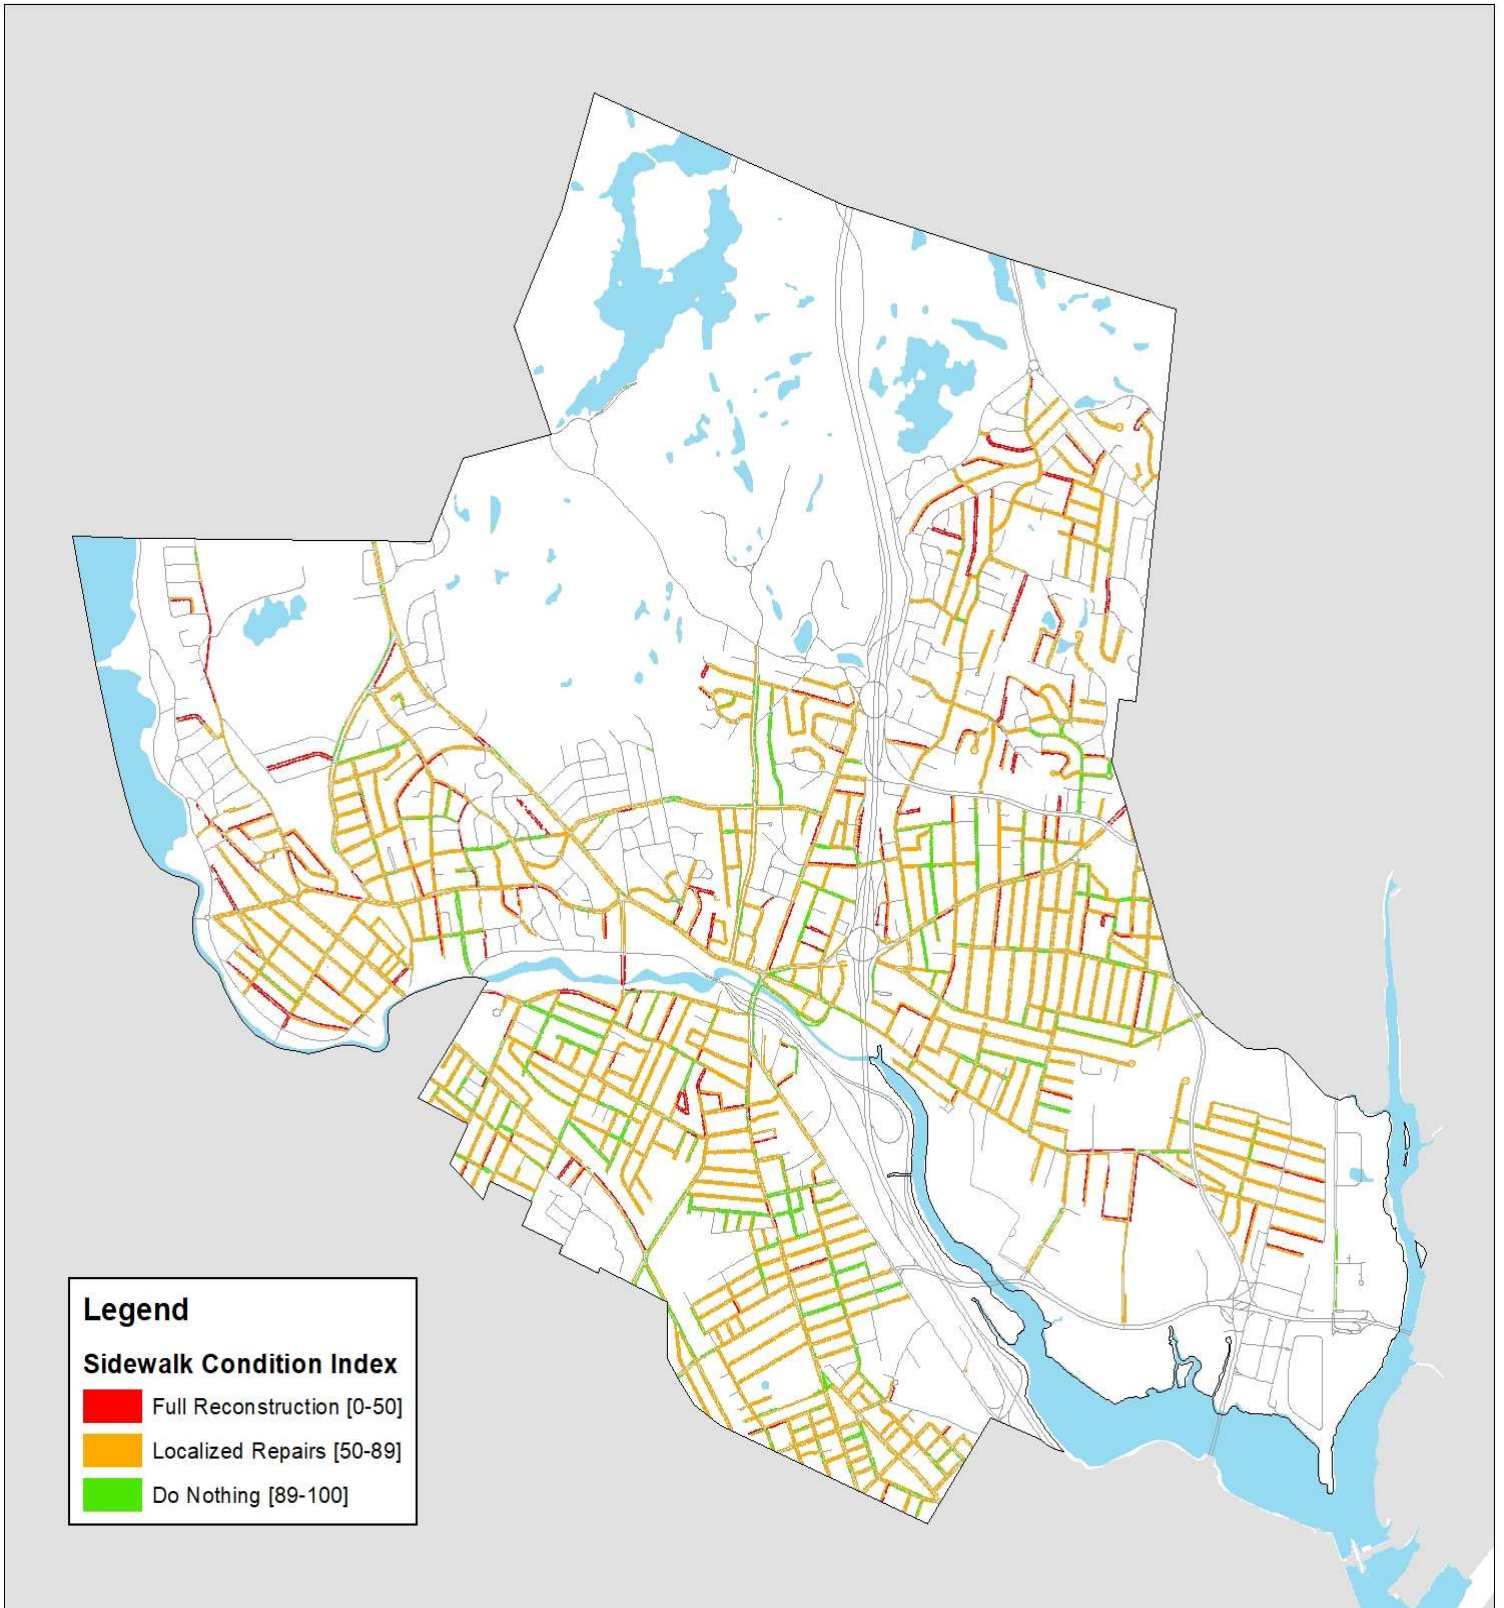 Legend
Sidewalk Condition Index
Full Reconstruction [0-50]
Localized Repairs [50-89]
Do Nothing [89-100]